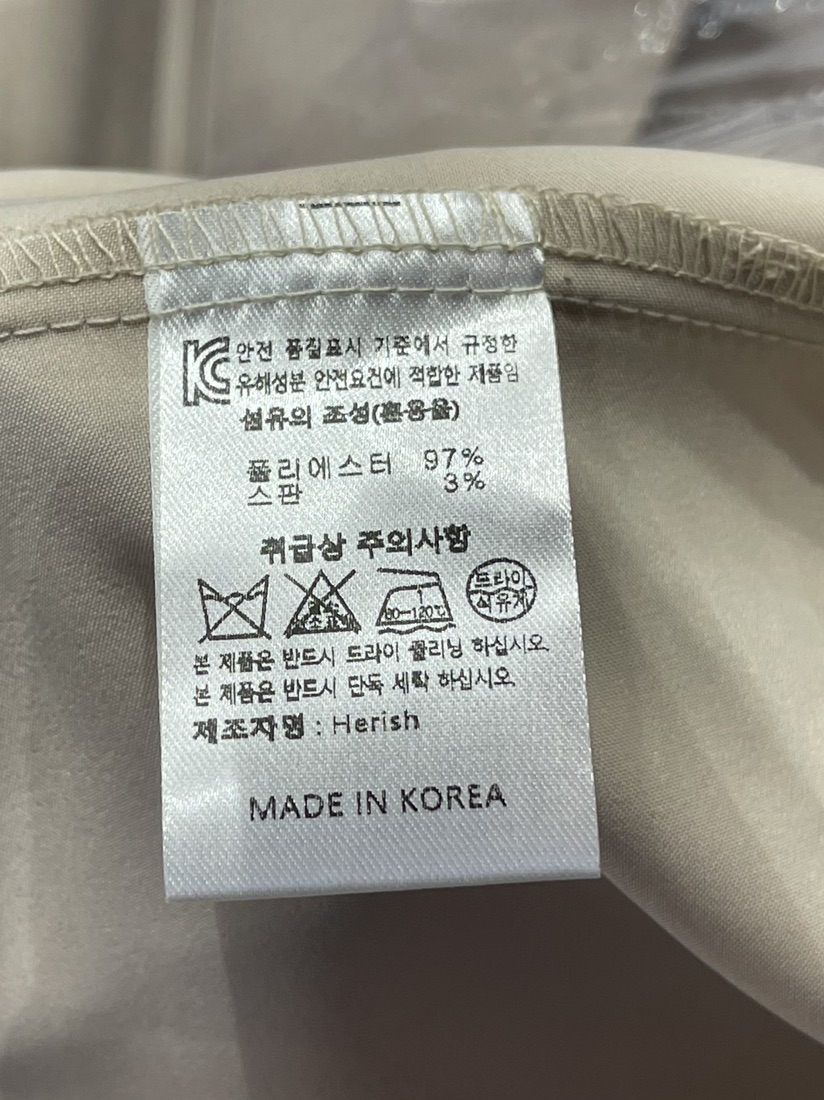 KC 안전 품질표시 기준에서 규정한
유해성분 안전요건에 적합한 제품임
섬유의 조성(혼용율)
폴리에스터 97%
스판 3%
취급상 주의사항
염소 표백 80-120℃ 드라이 석유계
본 제품은 반드시 드라이 클리닝 하십시오.
본 제품은 반드시 단독 세탁 하십시오.
제조자명 : Herish
MADE IN KOREA